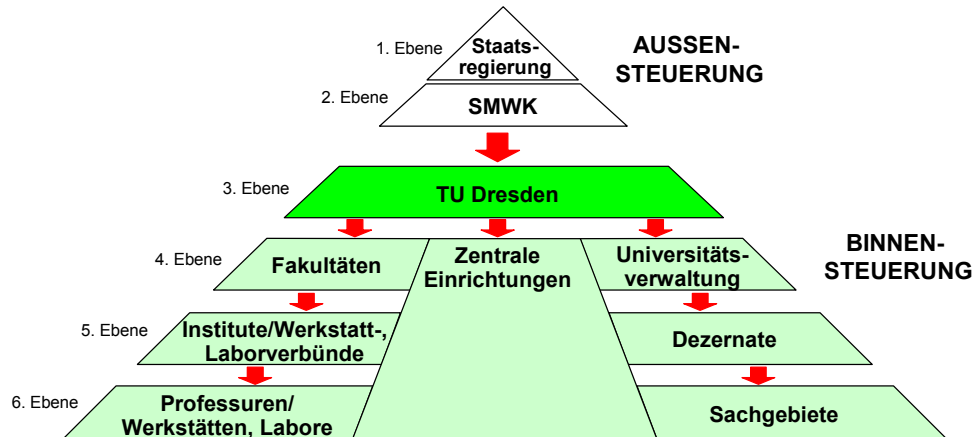 1. Ebene
Staats-
regierung
AUSSEN-
STEUERUNG
2. Ebene
SMWK
3. Ebene
TU Dresden
4. Ebene
Fakultäten
Zentrale
Einrichtungen
Universitäts-
verwaltung
BINNEN-
STEUERUNG
5. Ebene
Institute/Werkstatt-,
Laborverbünde
Dezernate
6. Ebene
Professuren/
Werkstätten, Labore
Sachgebiete